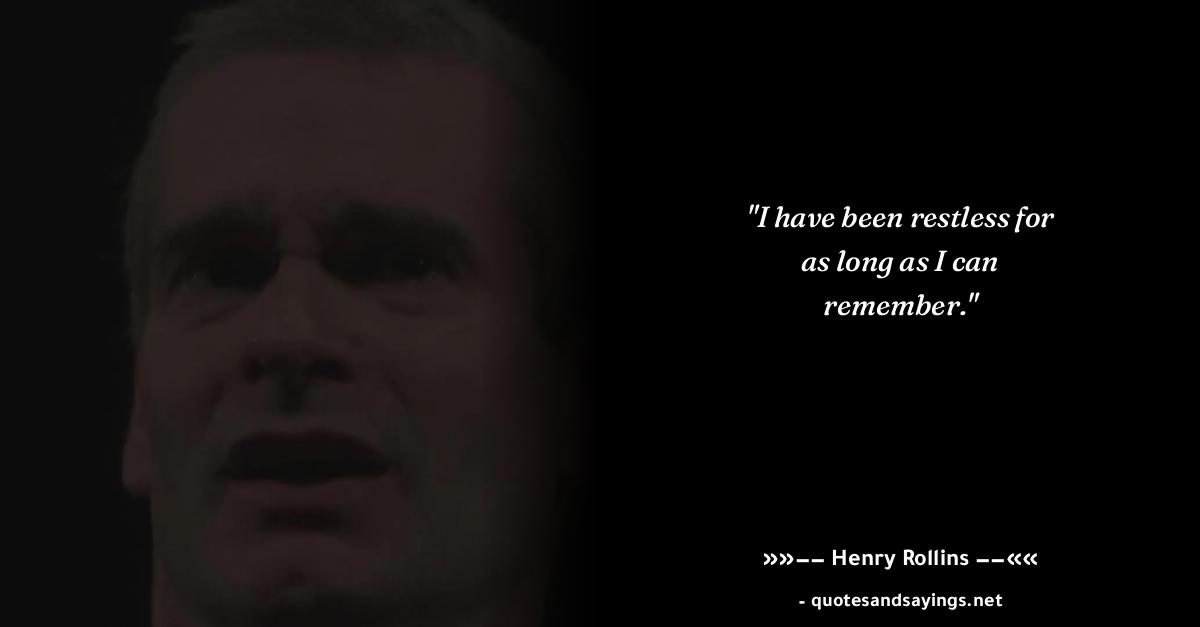 "I have been restless for
as long as I can
remember."
»»−− Henry Rollins −−««
- quotesandsayings.net